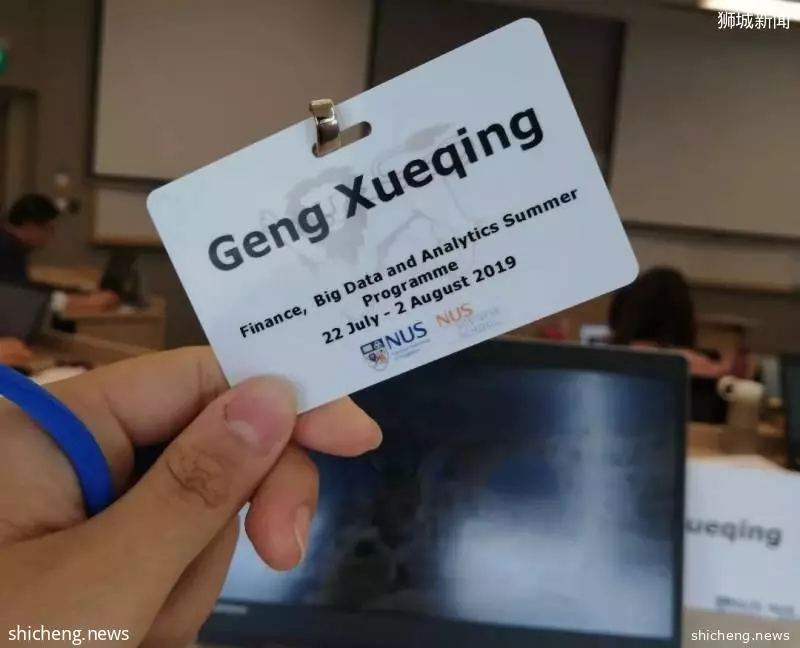 狮城新闻
Geng Xueqing
Finance, Big Data and Analytics Summer
Programme
22 July - 2 August 2019
NUS
NUS
ueqing
shicheng.news
shicheng.news